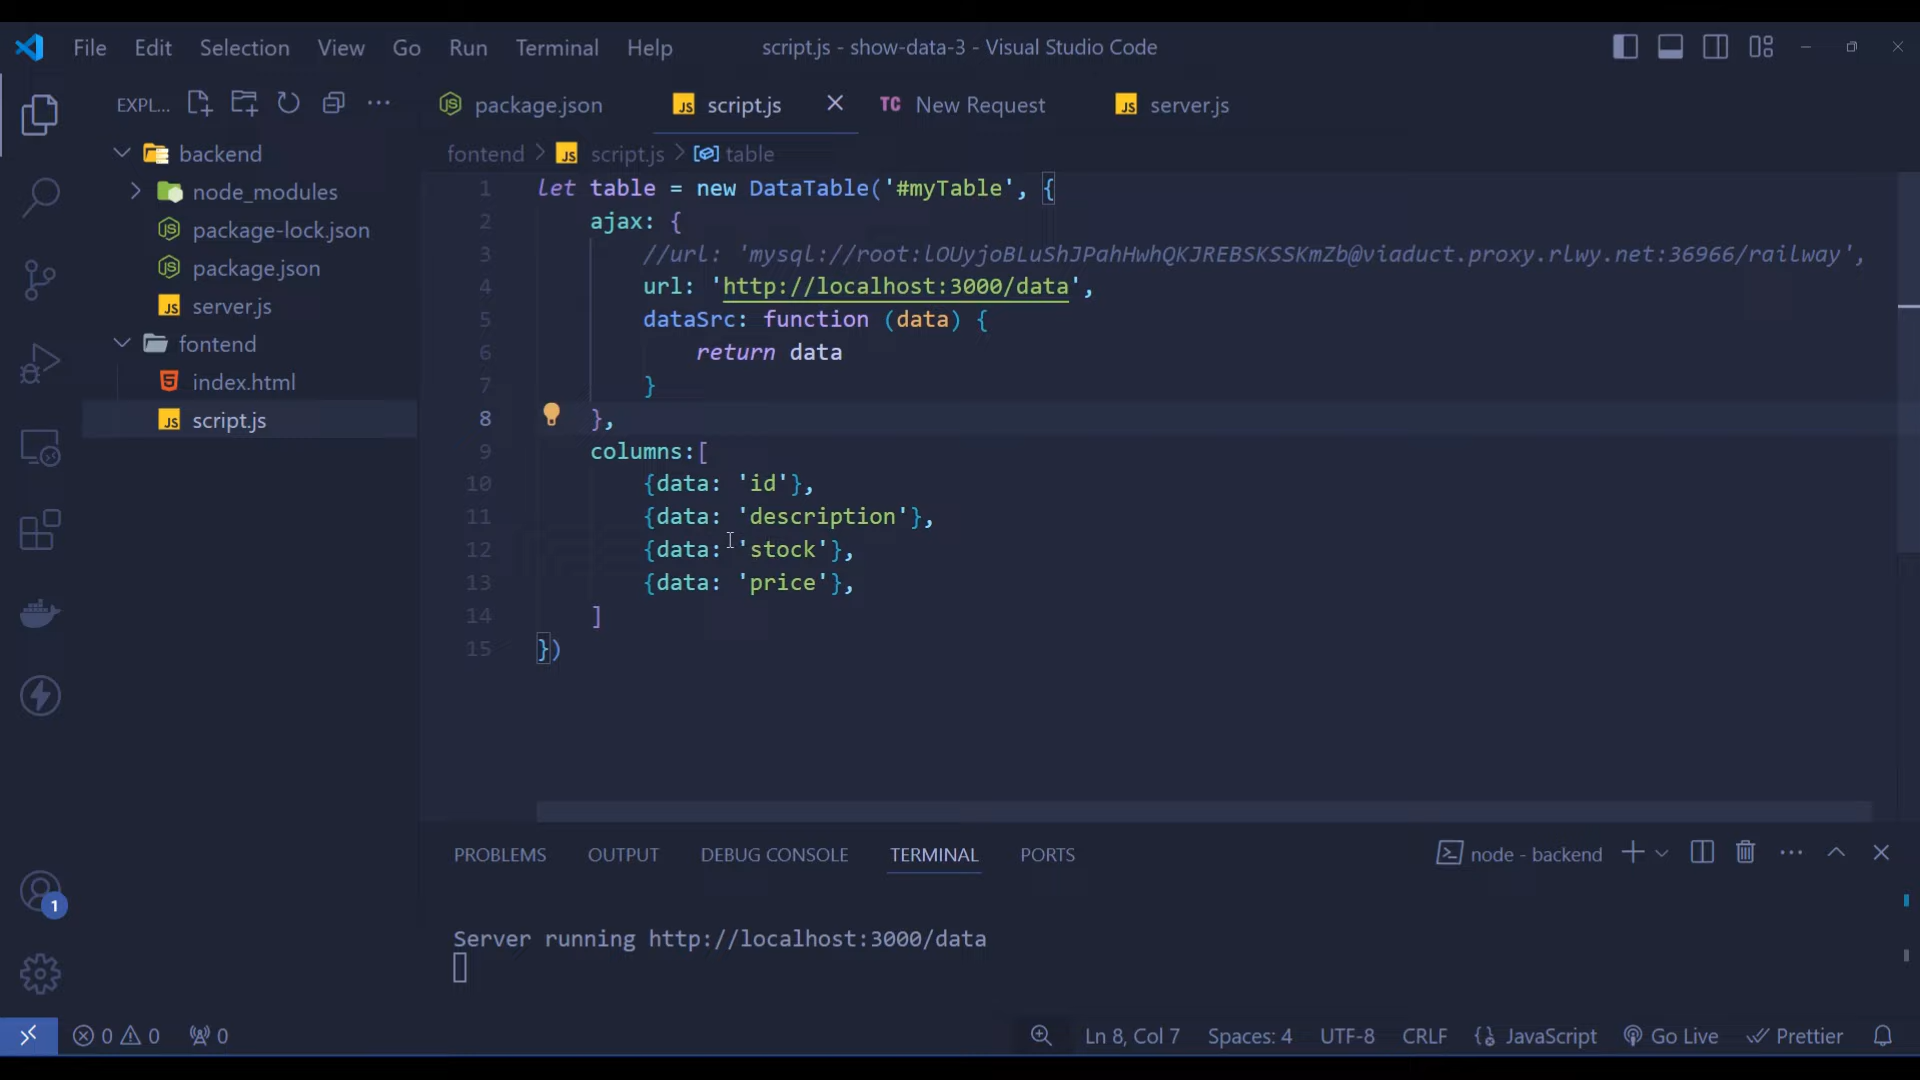 File Edit Selection View Go Run Terminal Help script.js - show-data-3 - Visual Studio Code
EXPL... package.json script.js TC New Request server.js
backend
node_modules
package-lock.json
package.json
server.js
fontend
index.html
script.js
fontend > script.js > table
1 let table = new DataTable('#myTable', {
2 ajax: {
3 //url: 'mysql://root:lOUyjoBLuShJPahHwhQKJREBSKSSKmZb@viaduct.proxy.rlwy.net:36966/railway',
4 url: 'http://localhost:3000/data',
5 dataSrc: function (data) {
6 return data
7 }
8 },
9 columns:[
10 {data: 'id'},
11 {data: 'description'},
12 {data: 'stock'},
13 {data: 'price'},
14 ]
15 })
PROBLEMS OUTPUT DEBUG CONSOLE TERMINAL PORTS node - backend
Server running http://localhost:3000/data
1
0 0 0 Ln 8, Col 7 Spaces: 4 UTF-8 CRLF JavaScript Go Live Prettier